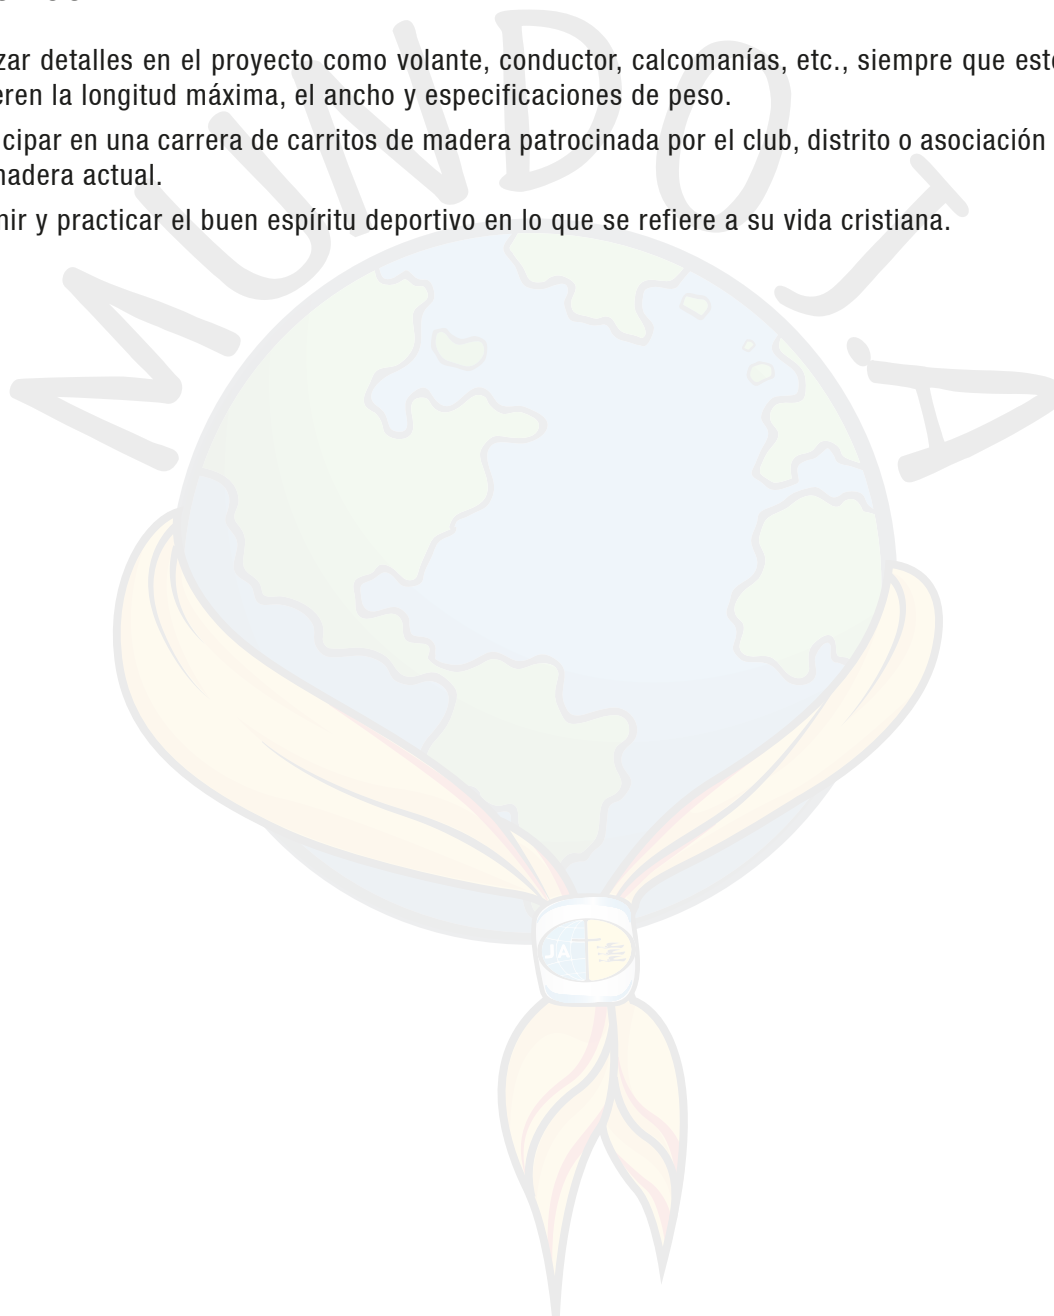 zar detalles en el proyecto como volante, conductor, calcomanías, etc., siempre que esto
eren la longitud máxima, el ancho y especificaciones de peso.
cipar en una carrera de carritos de madera patrocinada por el club, distrito o asociación
nadera actual.
nir y practicar el buen espíritu deportivo en lo que se refiere a su vida cristiana.
MUNDO JA
JA